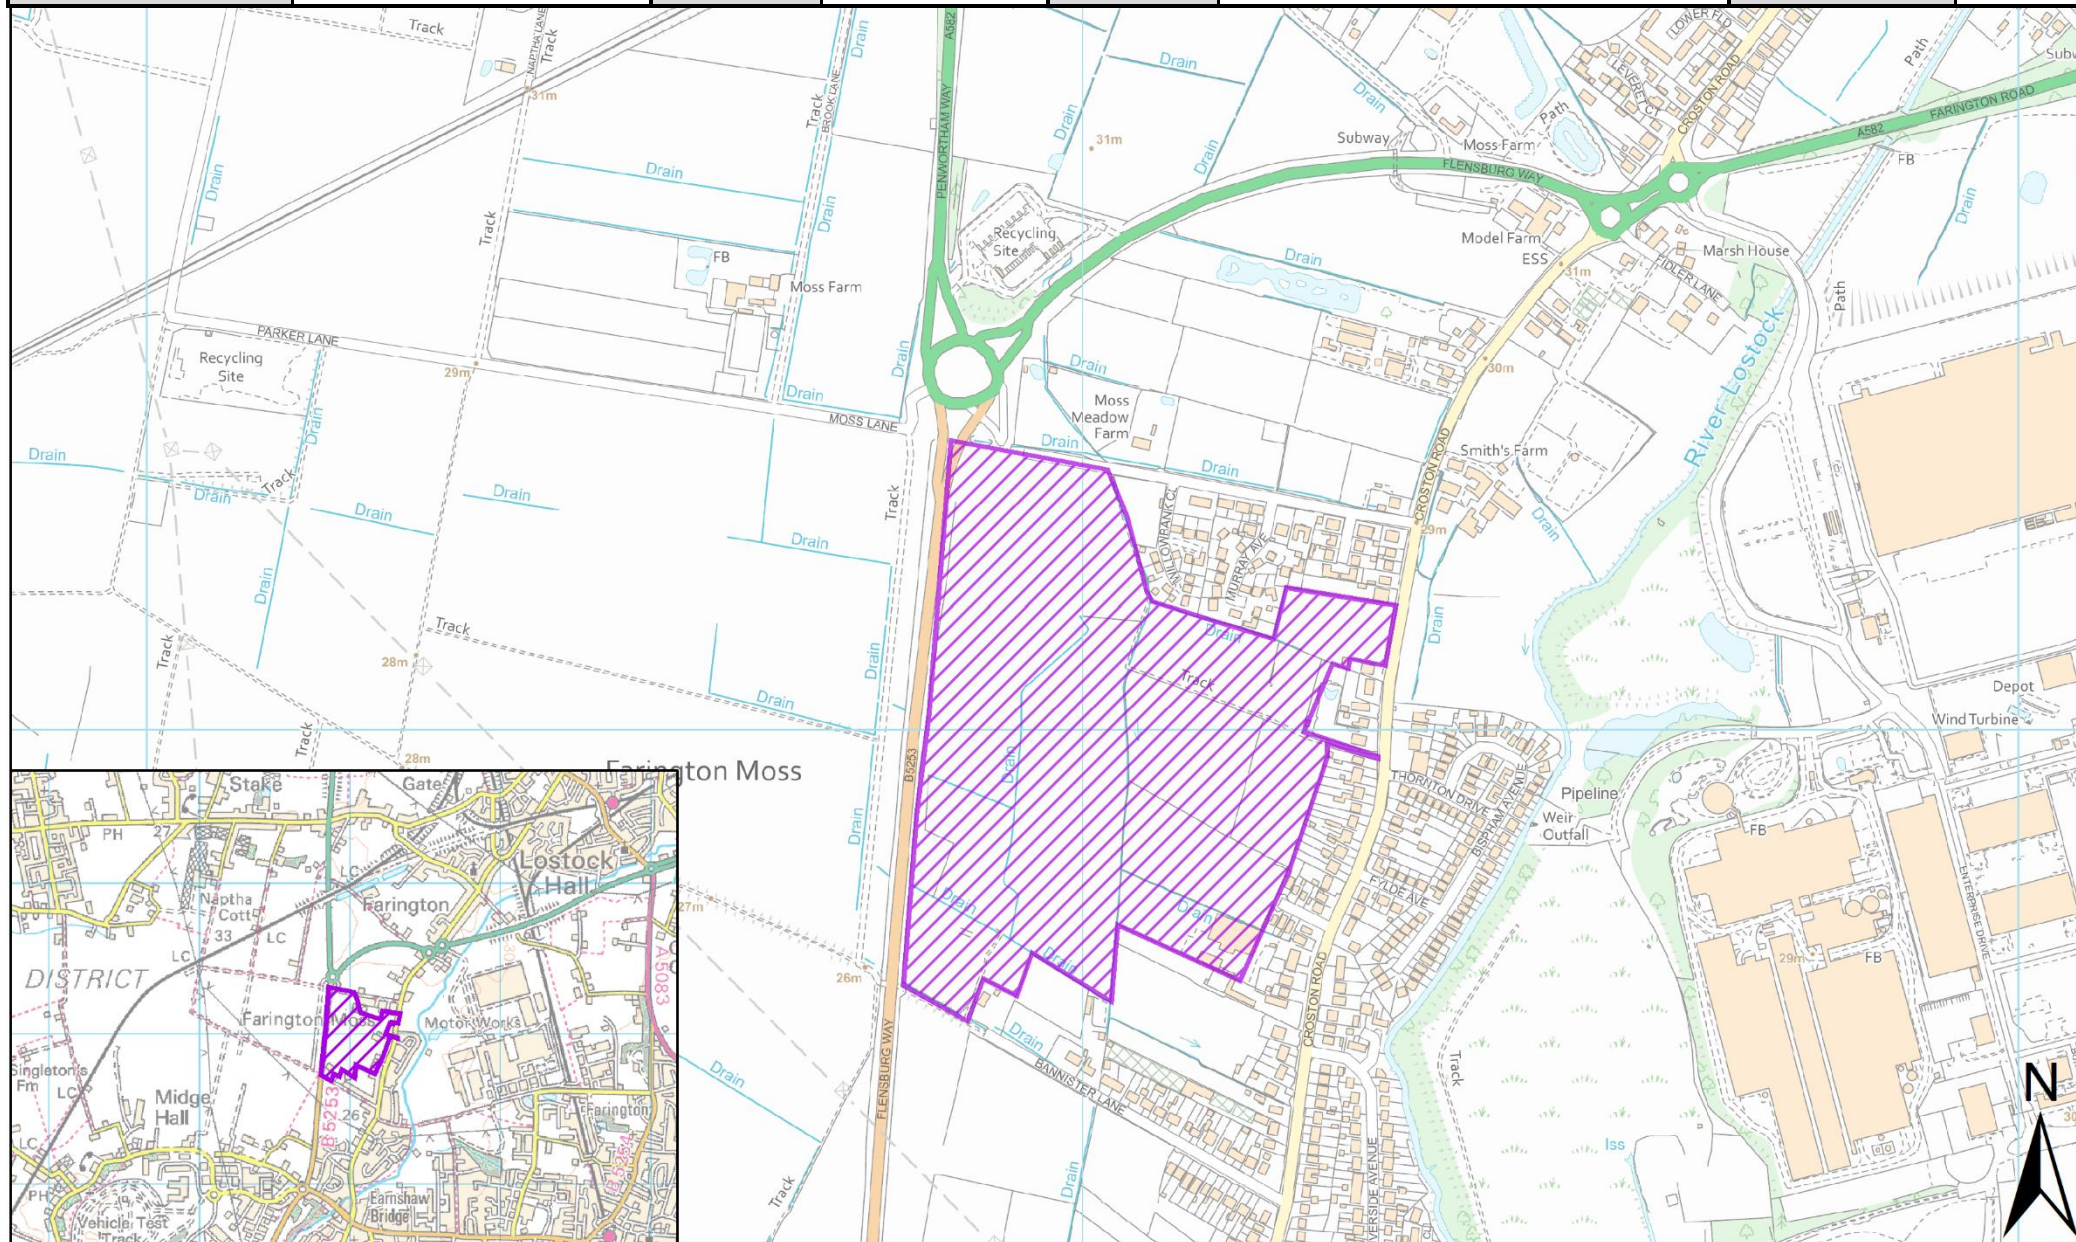 Track
NAPTHA LANE
Track
31m
Drain
Track
BROOK LANE
A582
PENWORTHAM WAY
Drain
Drain
31m
Drain
Drain
Subway
Moss Farm
Path
LOWER FLD
LEVERET CT
CROSTON ROAD
Path
A582
FARINGTON ROAD
FB
Drain
FLENSBURG WAY
Drain
Track
Drain
Drain
FB
Moss Farm
Recycling
Site
Drain
Model Farm
ESS
31m
FIDLER LANE
Marsh House
Path
River Lostock
PARKER LANE
Recycling
Site
29m
Drain
Drain
MOSS LANE
Drain
Moss
Meadow
Farm
30m
Drain
Drain
CROSTON ROAD
Smith's Farm
Drain
Drain
Drain
Track
Drain
Drain
Drain
Track
Drain
Drain
WILLOWBANK CL
MURRAY AVE
29m
Drain
Drain
Track
Track
28m
Drain
Drain
Track
Drain
Track
28m
Farington Moss
B5253
Drain
THORNTON DRIVE
BISPHAM AVENUE
FYLDE AVE
Pipeline
Weir
Outfall
Depot
Wind Turbine
FB
ENTERPRISE DRIVE
Drain
27m
26m
Drain
Drain
Drain
Drain
BANNISTER LANE
CROSTON ROAD
29m
FB
Track
FLENSBURG WAY
Drain
Track
Drain
Iss
N
Stake
Gate
PH
27
LC
Lostock
Hall
Naptha
Cott
33
LC
Farington
LC
DISTRICT
A5083
Farington Moss
Motor Works
Singleton's
Fm
LC
Midge
Hall
B5253
26
Farington
B5254
LC
PH
Earnshaw
Bridge
Vehicle Test
Track